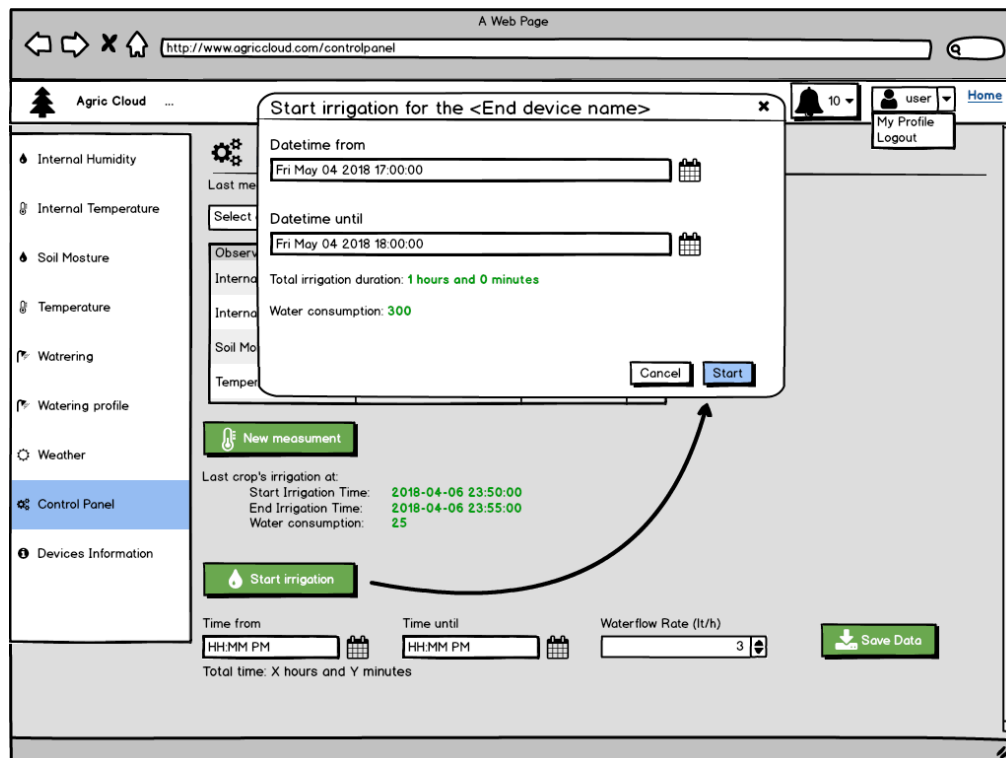 A Web Page
http://www.agriccloud.com/controlpanel
Agric Cloud ...
10
user
Home
My Profile
Logout
Internal Humidity
Internal Temperature
Soil Mosture
Temperature
Watrering
Watering profile
Weather
Control Panel
Devices Information
Start irrigation for the <End device name>
Datetime from
Fri May 04 2018 17:00:00
Datetime until
Fri May 04 2018 18:00:00
Total irrigation duration: 1 hours and 0 minutes
Water consumption: 300
Cancel Start
Last me
Select
Observ
Interna
Interna
Soil Mo
Temper
New measument
Last crop's irrigation at:
Start Irrigation Time: 2018-04-06 23:50:00
End Irrigation Time: 2018-04-06 23:55:00
Water consumption: 25
Start irrigation
Time from Time until Waterflow Rate (lt/h)
HH:MM PM HH:MM PM 3 Save Data
Total time: X hours and Y minutes